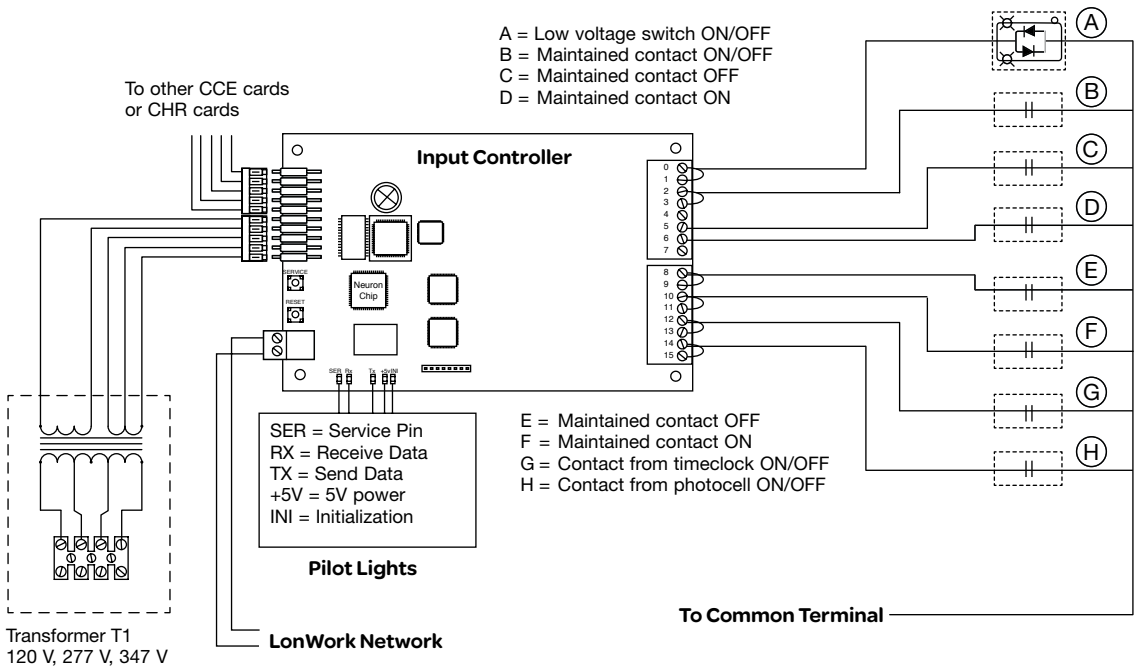 A = Low voltage switch ON/OFF
B = Maintained contact ON/OFF
C = Maintained contact OFF
D = Maintained contact ON
A
B
C
D
E
F
G
H
To other CCE cards
or CHR cards
Input Controller
0
1
2
3
4
5
6
7
8
9
10
11
12
13
14
15
SERVICE
RESET
Neuron
Chip
SER Rx Tx +5v INI
SER = Service Pin
RX = Receive Data
TX = Send Data
+5V = 5V power
INI = Initialization
Pilot Lights
E = Maintained contact OFF
F = Maintained contact ON
G = Contact from timeclock ON/OFF
H = Contact from photocell ON/OFF
To Common Terminal
LonWork Network
Transformer T1
120 V, 277 V, 347 V